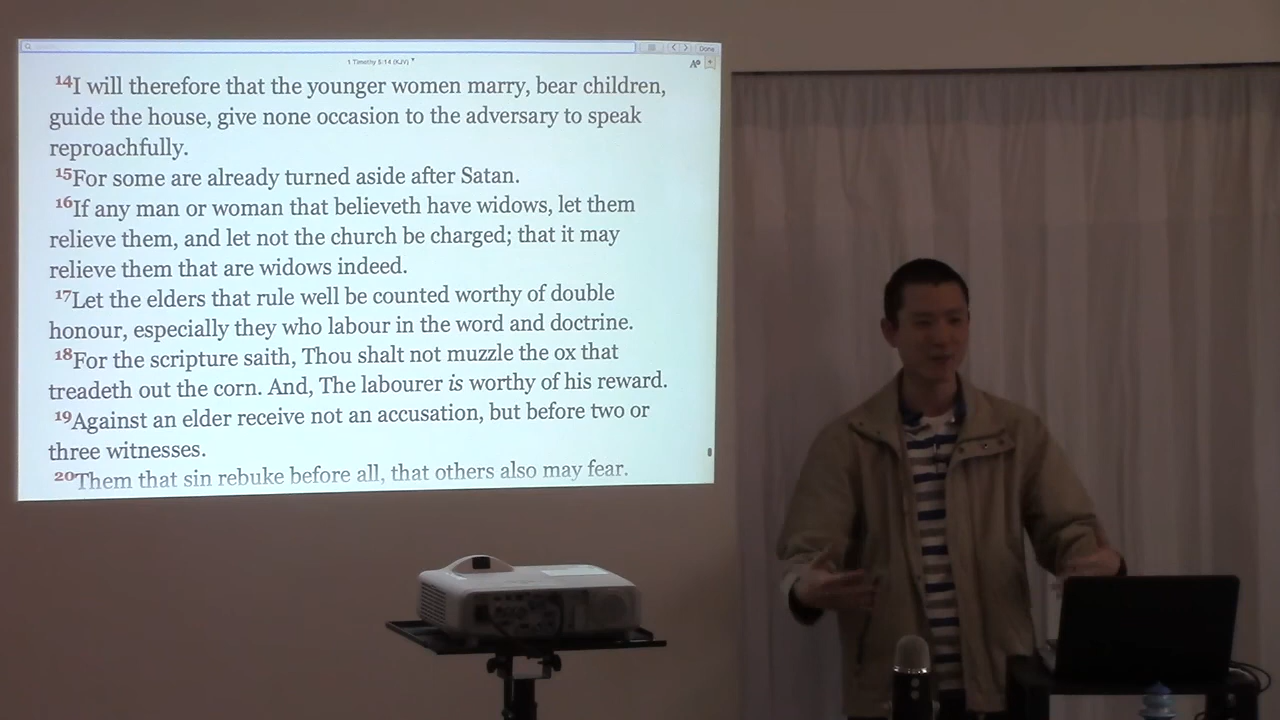 Done
1 Timothy 5:14 (KJV)
14I will therefore that the younger women marry, bear children,
guide the house, give none occasion to the adversary to speak
reproachfully.
15For some are already turned aside after Satan.
16If any man or woman that believeth have widows, let them
relieve them, and let not the church be charged; that it may
relieve them that are widows indeed.
17Let the elders that rule well be counted worthy of double
honour, especially they who labour in the word and doctrine.
18For the scripture saith, Thou shalt not muzzle the ox that
treadeth out the corn. And, The labourer is worthy of his reward.
19Against an elder receive not an accusation, but before two or
three witnesses.
20Them that sin rebuke before all, that others also may fear.